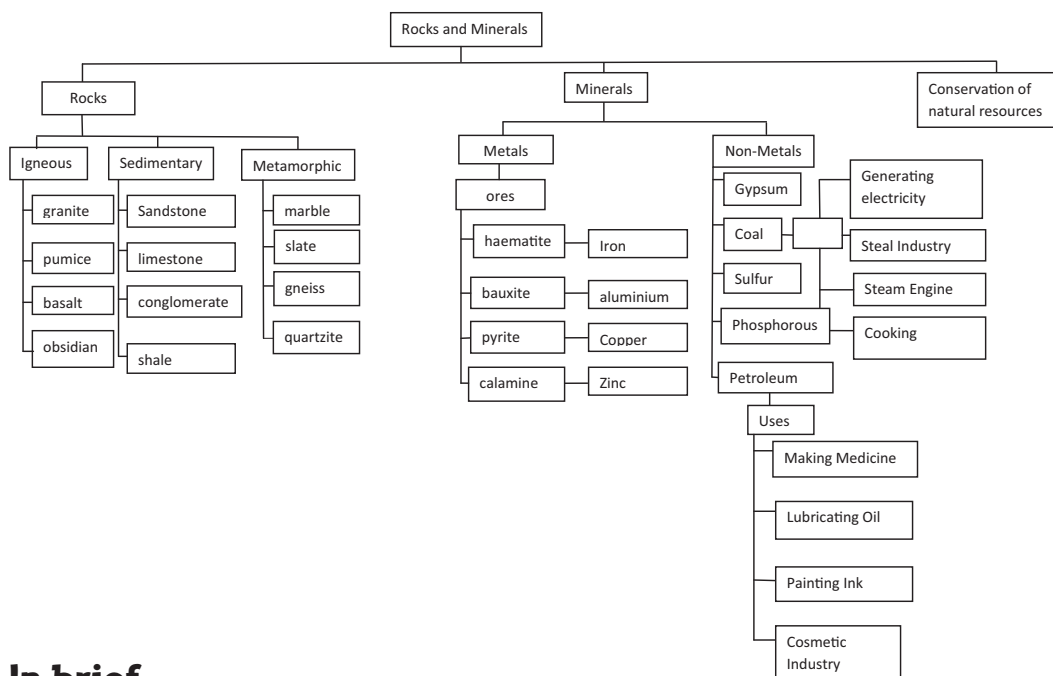 Rocks and Minerals
Rocks
Minerals
Conservation of
natural resources
Igneous
Sedimentary
Metamorphic
granite
pumice
basalt
obsidian
Sandstone
limestone
conglomerate
shale
marble
slate
gneiss
quartzite
Metals
ores
haematite
Iron
bauxite
aluminium
pyrite
Copper
calamine
Zinc
Non-Metals
Gypsum
Coal
Sulfur
Phosphorous
Petroleum
Generating
electricity
Steal Industry
Steam Engine
Cooking
Uses
Making Medicine
Lubricating Oil
Painting Ink
Cosmetic
Industry
In brief